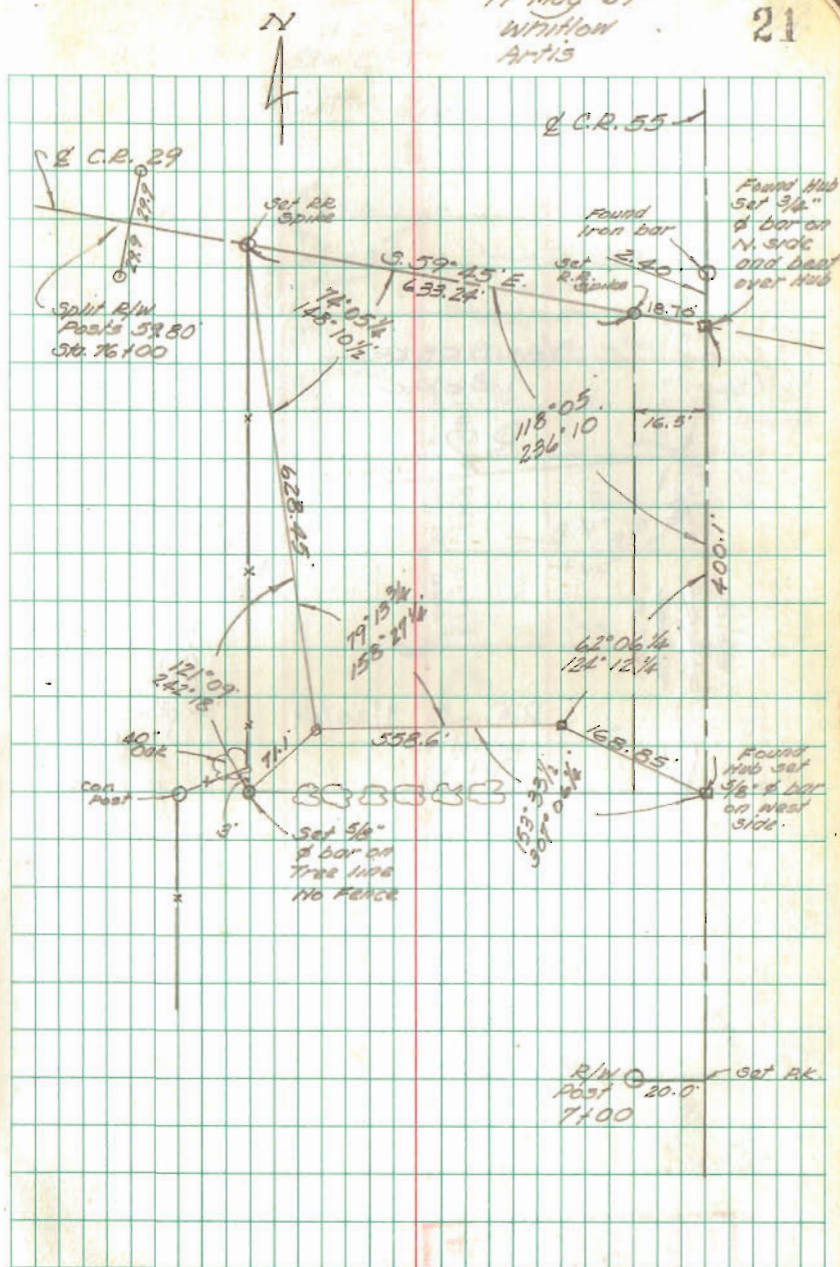 Whitlow
Artis
21
N
⅊ C.R. 55
⅊ C.R. 29
29.9
29.9
Set RR
Spike
Found
Iron bar
2.40
Found Hub
Set 3/4"
φ bar on
N. side
and bent
over Hub
S. 59° 45' E.
633.24'
Set
R.R.
Spike
18.70'
Split R/W
Posts 59.80'
Sta. 76+00
74° 05 1/4
148° 10 1/2
118° 05'
236° 10'
16.5'
628.45'
400.1'
79° 13 3/4
158° 27 1/4
62° 06 1/4
124° 12 1/4
121° 09'
242° 18'
40"
Oak
71.1'
558.6'
168.85'
Con
Post
3'
Set 5/8"
φ bar on
Tree line
No Fence
153° 33 1/2
307° 06 3/4
Found
Hub set
5/8" φ bar
on west
side.
R/W
Post
7+00
20.0'
Set P.K.